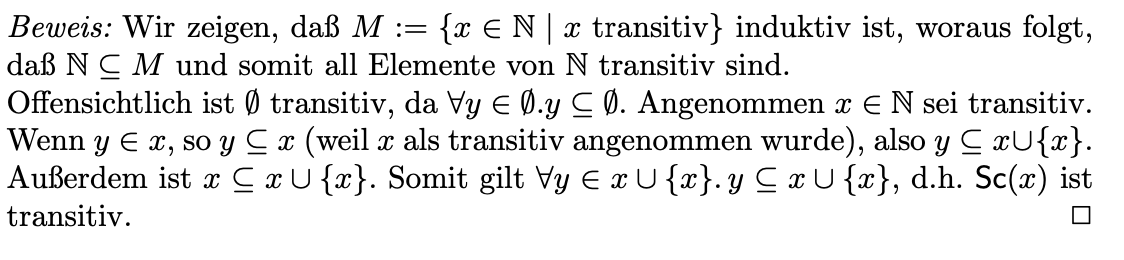 Beweis: Wir zeigen, daß M := {x ∈ ℕ | x transitiv} induktiv ist, woraus folgt,
daß ℕ ⊆ M und somit all Elemente von ℕ transitiv sind.
Offensichtlich ist ∅ transitiv, da ∀y ∈ ∅.y ⊆ ∅. Angenommen x ∈ ℕ sei transitiv.
Wenn y ∈ x, so y ⊆ x (weil x als transitiv angenommen wurde), also y ⊆ x∪{x}.
Außerdem ist x ⊆ x ∪ {x}. Somit gilt ∀y ∈ x ∪ {x}. y ⊆ x ∪ {x}, d.h. Sc(x) ist
transitiv. □